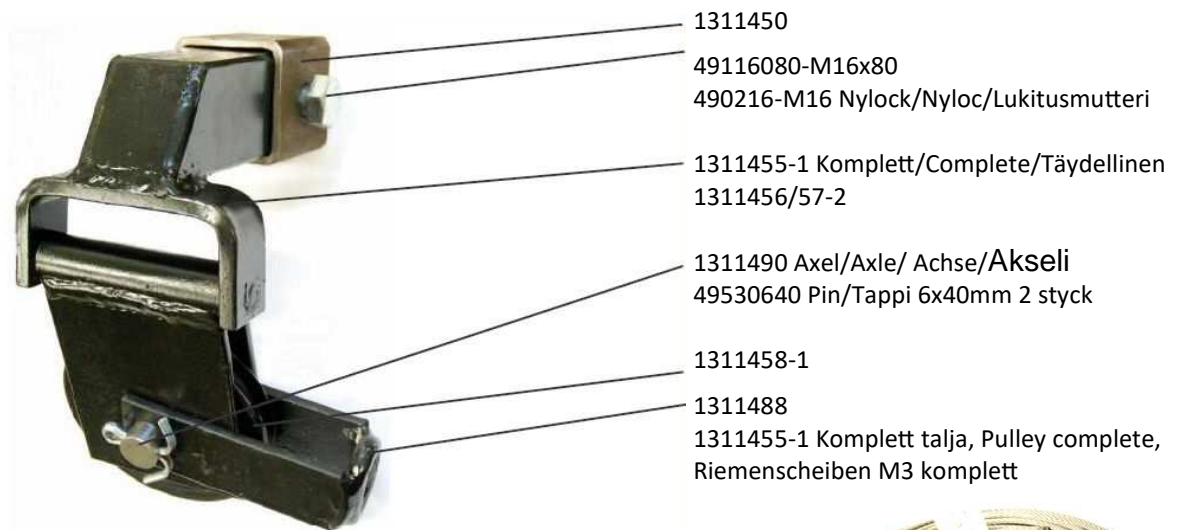 1311450
49116080-M16x80
490216-M16 Nylock/Nyloc/Lukitusmutteri
1311455-1 Komplett/Complete/Täydellinen
1311456/57-2
1311490 Axel/Axle/ Achse/Akseli
49530640 Pin/Tappi 6x40mm 2 styck
1311458-1
1311488
1311455-1 Komplett talja, Pulley complete,
Riemenscheiben M3 komplett